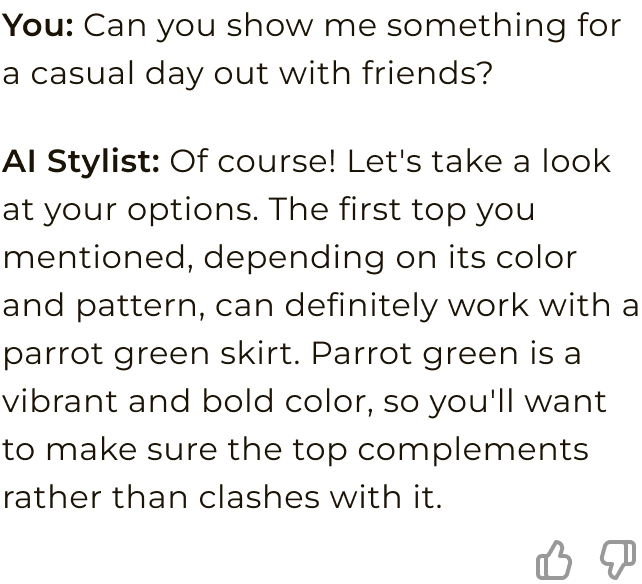 You: Can you show me something for
a casual day out with friends?
AI Stylist: Of course! Let's take a look
at your options. The first top you
mentioned, depending on its color
and pattern, can definitely work with a
parrot green skirt. Parrot green is a
vibrant and bold color, so you'll want
to make sure the top complements
rather than clashes with it.